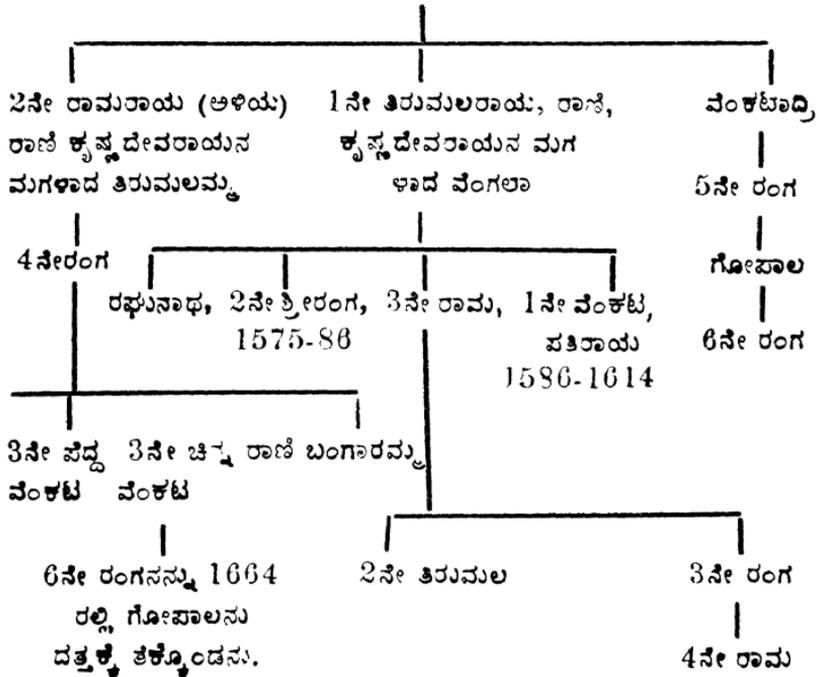 2ನೇ ರಾಮರಾಯ (ಅಳಿಯ) 1ನೇ ತಿರುಮಲರಾಯ, ರಾಣಿ, ವೆಂಕಟಾದ್ರಿ
ರಾಣಿ ಕೃಷ್ಣದೇವರಾಯನ ಕೃಷ್ಣದೇವರಾಯನ ಮಗ
ಮಗಳಾದ ತಿರುಮಲಮ್ಮ ಳಾದ ವೆಂಗಲಾ 5ನೇ ರಂಗ
4ನೇರಂಗ ಗೋಪಾಲ
ರಘುನಾಥ, 2ನೇ ಶ್ರೀರಂಗ, 3ನೇ ರಾಮ, 1ನೇ ವೆಂಕಟ,
1575-86 ಪತಿರಾಯ 6ನೇ ರಂಗ
1586-1614
3ನೇ ಪೆದ್ದ 3ನೇ ಚಿನ್ನ ರಾಣಿ ಬಂಗಾರಮ್ಮ
ವೆಂಕಟ ವೆಂಕಟ
6ನೇ ರಂಗನನ್ನು 1664 2ನೇ ತಿರುಮಲ 3ನೇ ರಂಗ
ರಲ್ಲಿ ಗೋಪಾಲನು
ದತ್ತಕ್ಕೆ ತೆಕ್ಕೊಂಡನು. 4ನೇ ರಾಮ